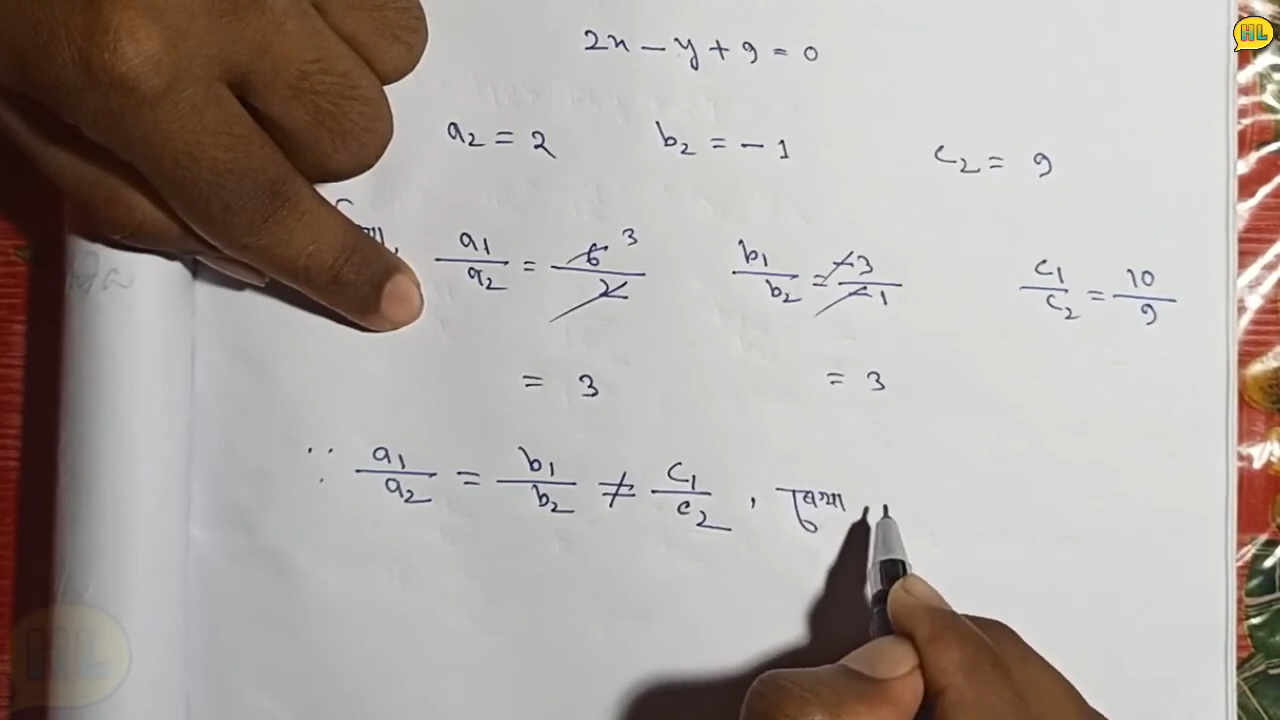 HL
2x - y + 9 = 0
a₂ = 2 b₂ = - 1 c₂ = 9
a₁/a₂ = 6/2 3 b₁/b₂ = -3/-1 c₁/c₂ = 10/9
= 3 = 3
∵ a₁/a₂ = b₁/b₂ ≠ c₁/c₂ ,
HL